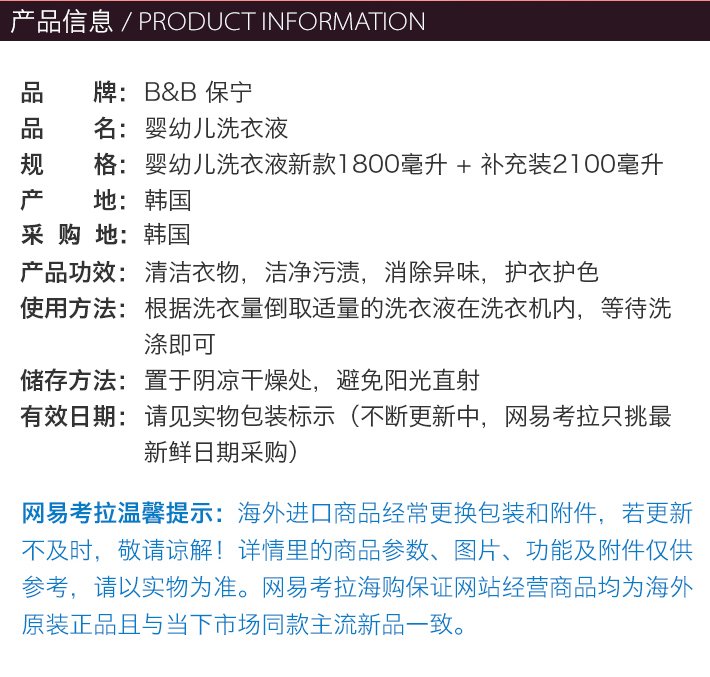 产品信息 / PRODUCT INFORMATION
品 牌：B&B 保宁
品 名：婴幼儿洗衣液
规 格：婴幼儿洗衣液新款1800毫升 + 补充装2100毫升
产 地：韩国
采 购 地：韩国
产品功效：清洁衣物，洁净污渍，消除异味，护衣护色
使用方法：根据洗衣量倒取适量的洗衣液在洗衣机内，等待洗
涤即可
储存方法：置于阴凉干燥处，避免阳光直射
有效日期：请见实物包装标示（不断更新中，网易考拉只挑最
新鲜日期采购）
网易考拉温馨提示：海外进口商品经常更换包装和附件，若更新
不及时，敬请谅解！详情里的商品参数、图片、功能及附件仅供
参考，请以实物为准。网易考拉海购保证网站经营商品均为海外
原装正品且与当下市场同款主流新品一致。